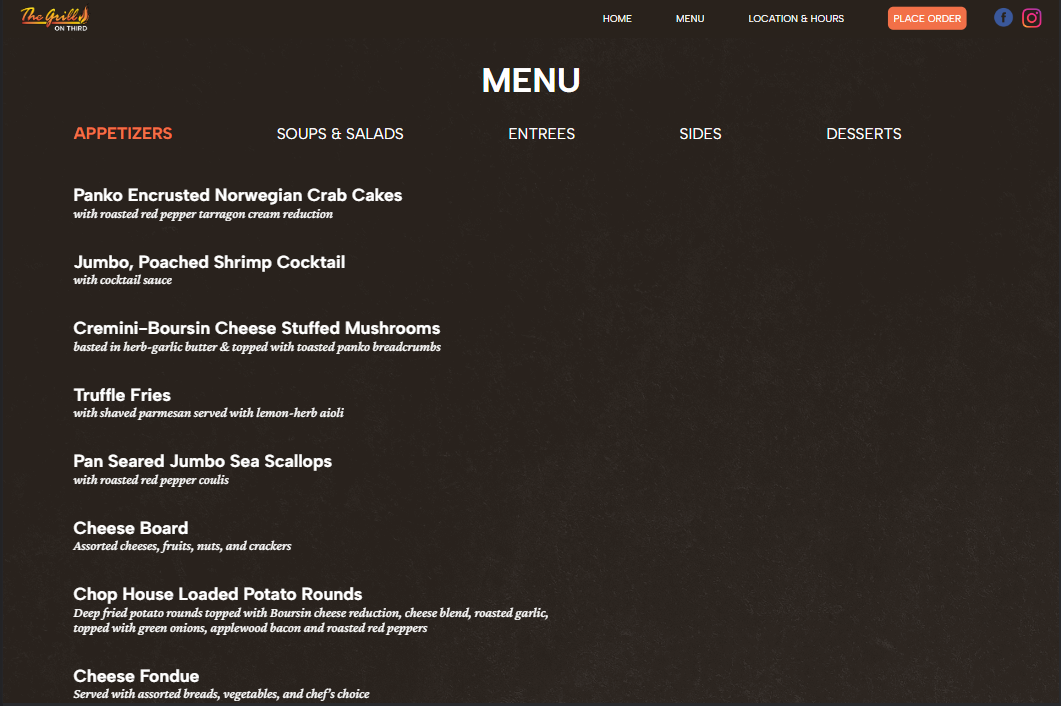 The Grill
ON THIRD
HOME
MENU
LOCATION & HOURS
PLACE ORDER
MENU
APPETIZERS
SOUPS & SALADS
ENTREES
SIDES
DESSERTS
Panko Encrusted Norwegian Crab Cakes
with roasted red pepper tarragon cream reduction
Jumbo, Poached Shrimp Cocktail
with cocktail sauce
Cremini-Boursin Cheese Stuffed Mushrooms
basted in herb-garlic butter & topped with toasted panko breadcrumbs
Truffle Fries
with shaved parmesan served with lemon-herb aioli
Pan Seared Jumbo Sea Scallops
with roasted red pepper coulis
Cheese Board
Assorted cheeses, fruits, nuts, and crackers
Chop House Loaded Potato Rounds
Deep fried potato rounds topped with Boursin cheese reduction, cheese blend, roasted garlic,
topped with green onions, applewood bacon and roasted red peppers
Cheese Fondue
Served with assorted breads, vegetables, and chef's choice